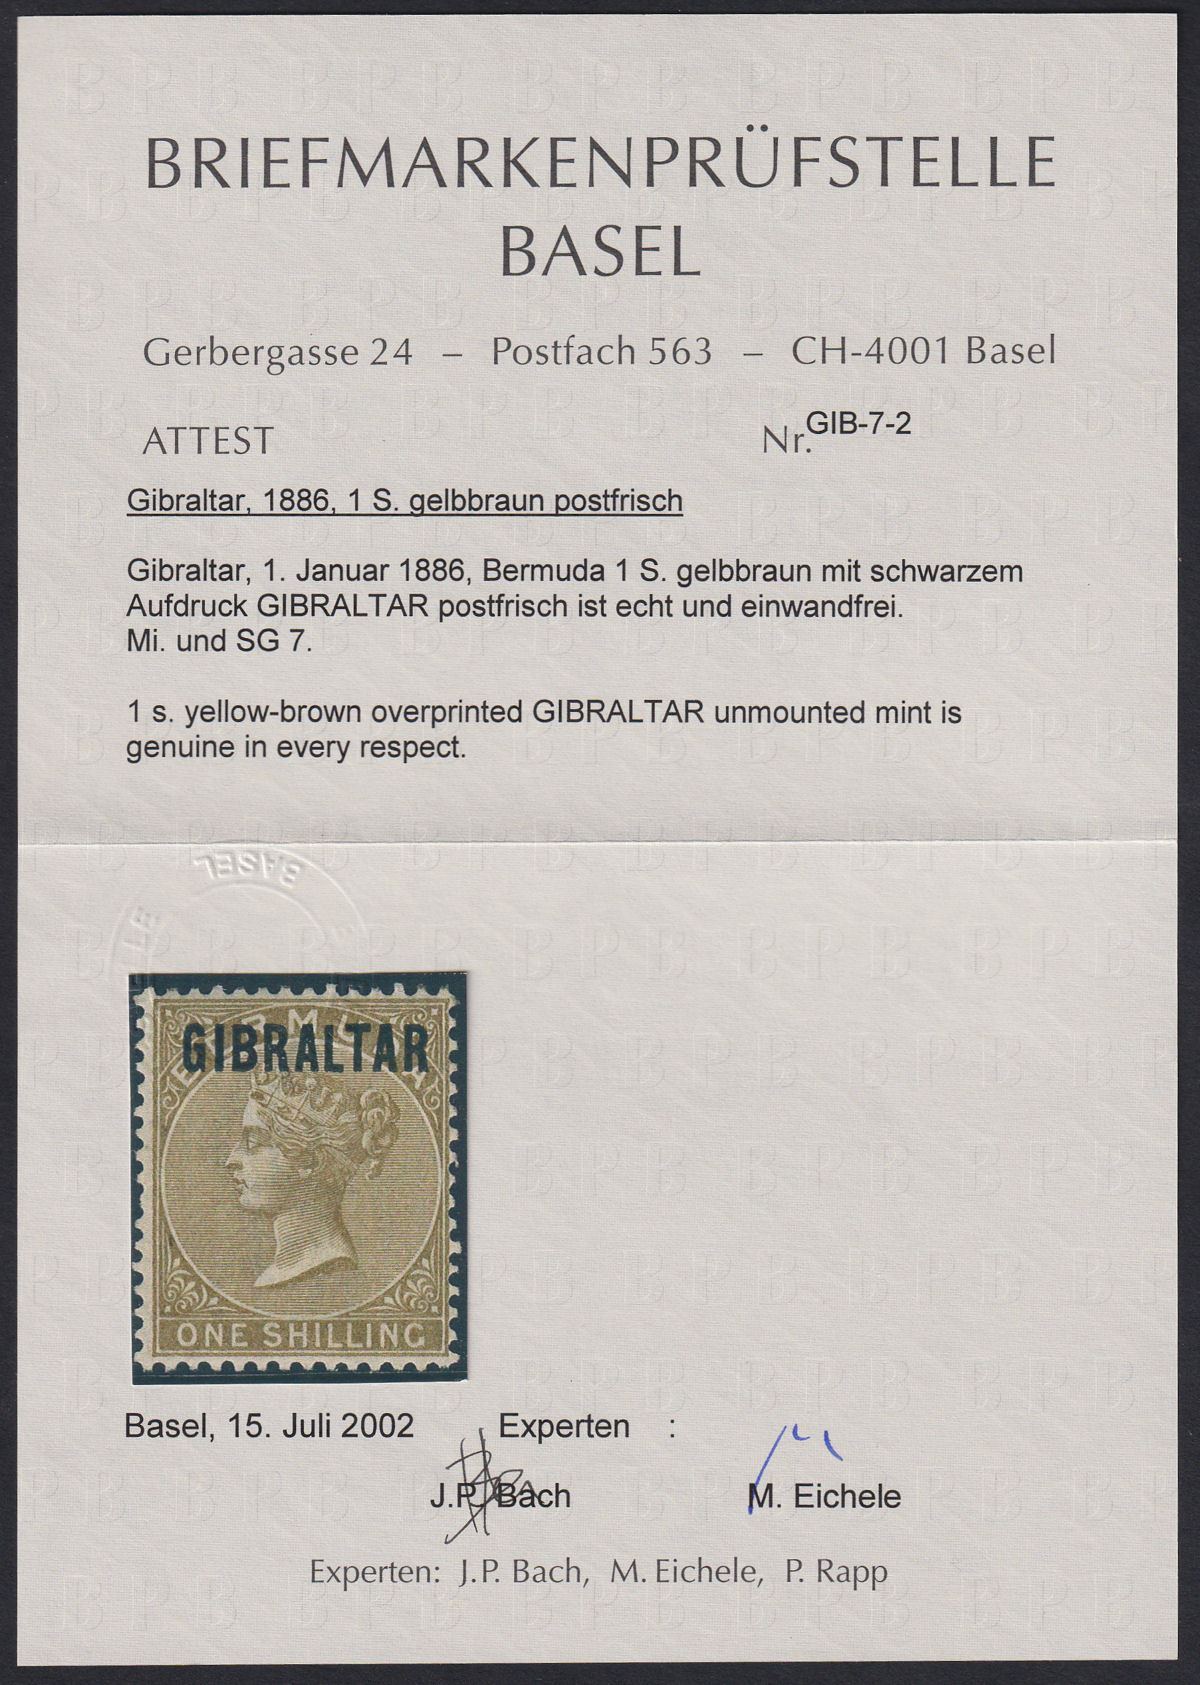 BRIEFMARKENPRÜFSTELLE
BASEL
Gerbergasse 24 – Postfach 563 – CH-4001 Basel
ATTEST Nr. GIB-7-2
Gibraltar, 1886, 1 S. gelbbraun postfrisch
Gibraltar, 1. Januar 1886, Bermuda 1 S. gelbbraun mit schwarzem
Aufdruck GIBRALTAR postfrisch ist echt und einwandfrei.
Mi. und SG 7.
1 s. yellow-brown overprinted GIBRALTAR unmounted mint is
genuine in every respect.
BASEL
BERMUDA
GIBRALTAR
ONE SHILLING
Basel, 15. Juli 2002 Experten :
J.P. Bach M. Eichele
Experten: J.P. Bach, M. Eichele, P. Rapp